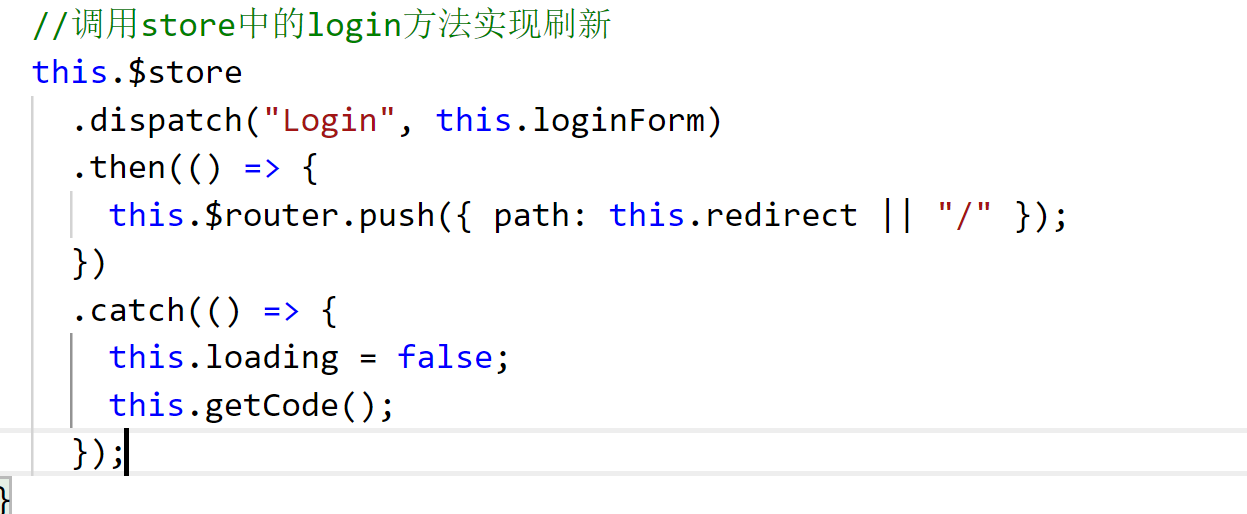 //调用store中的login方法实现刷新
this.$store
.dispatch("Login", this.loginForm)
.then(() => {
this.$router.push({ path: this.redirect || "/" });
})
.catch(() => {
this.loading = false;
this.getCode();
});
}